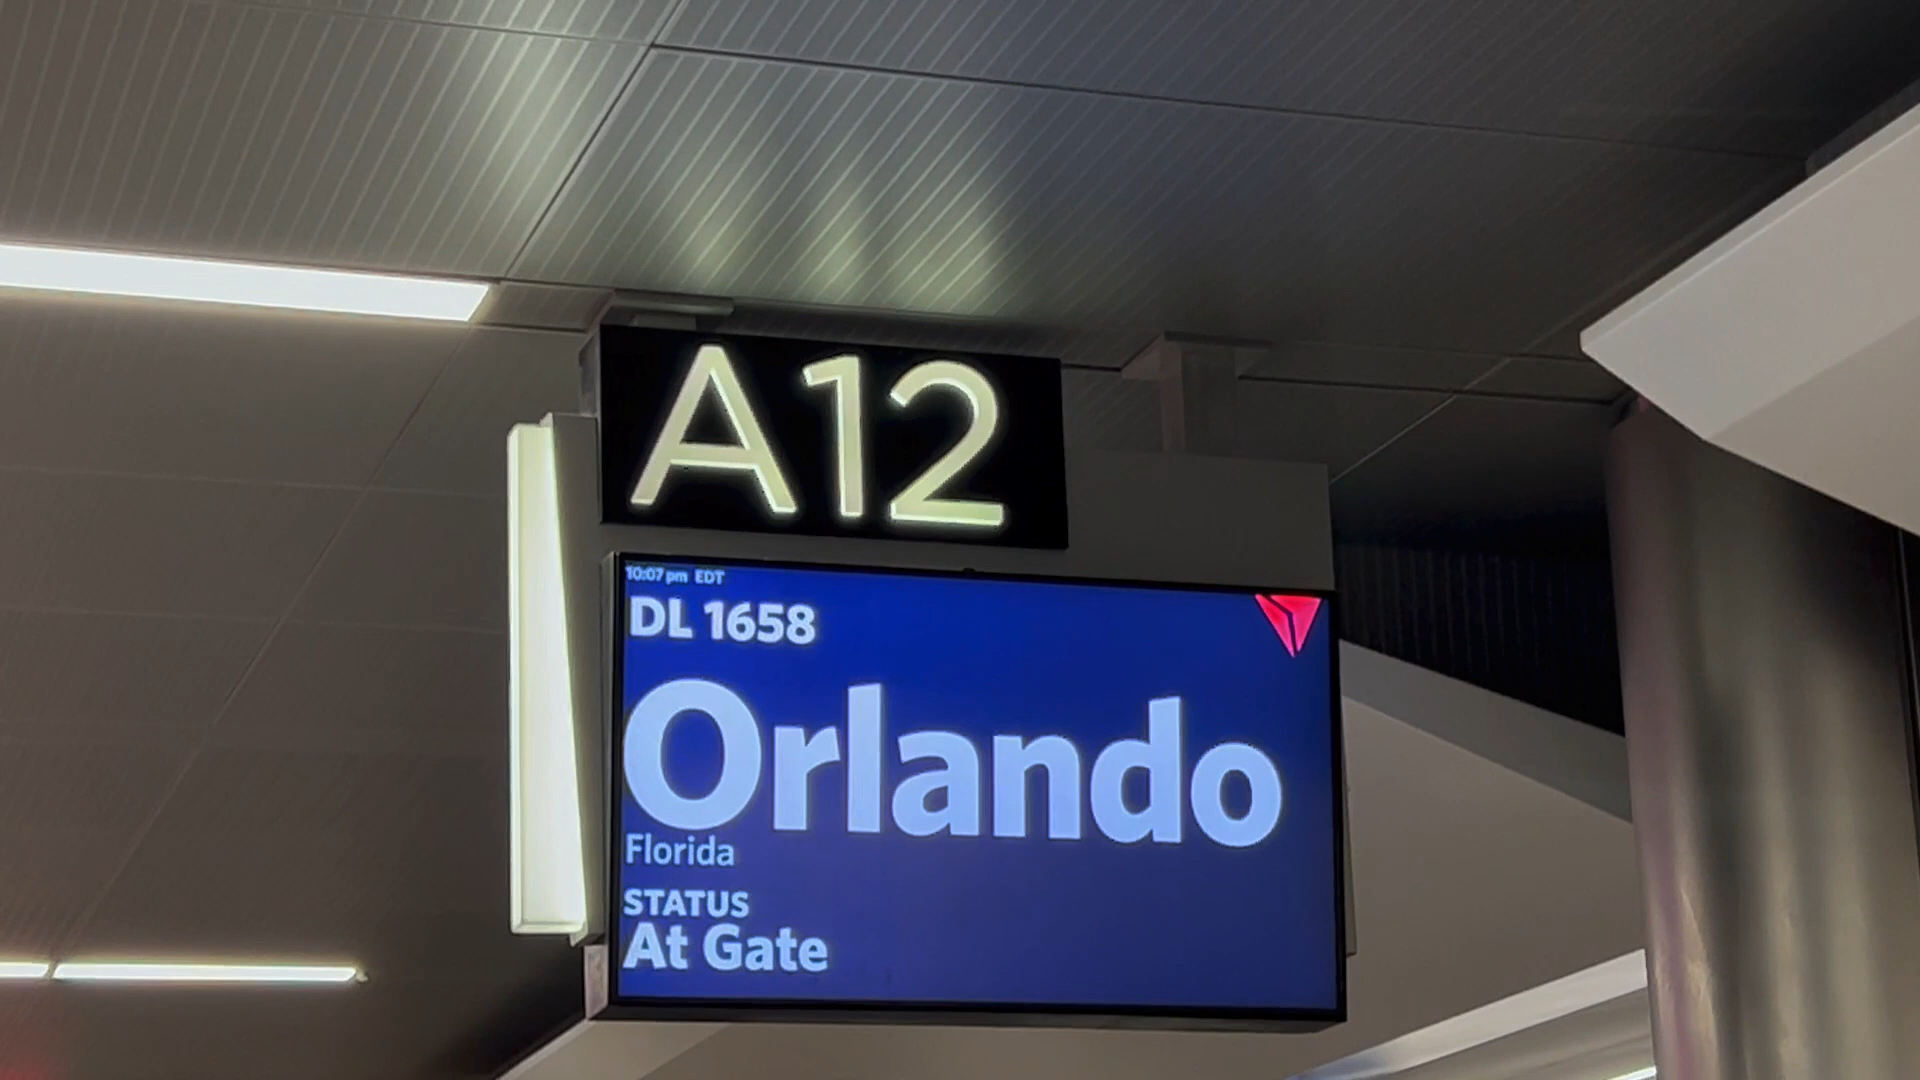 A12
10:07 pm EDT
DL 1658
Orlando
Florida
STATUS
At Gate